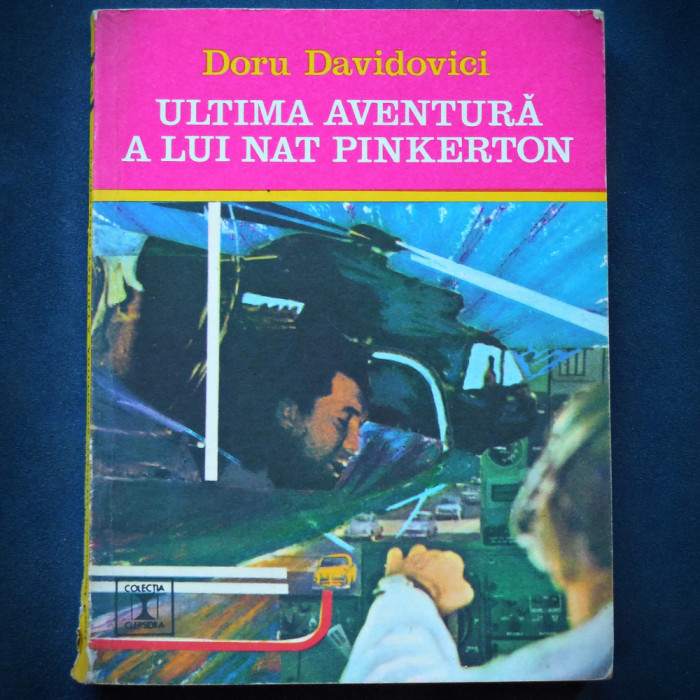 Doru Davidovici
ULTIMA AVENTURĂ
A LUI NAT PINKERTON
COLECȚIA
CLEPSIDRA